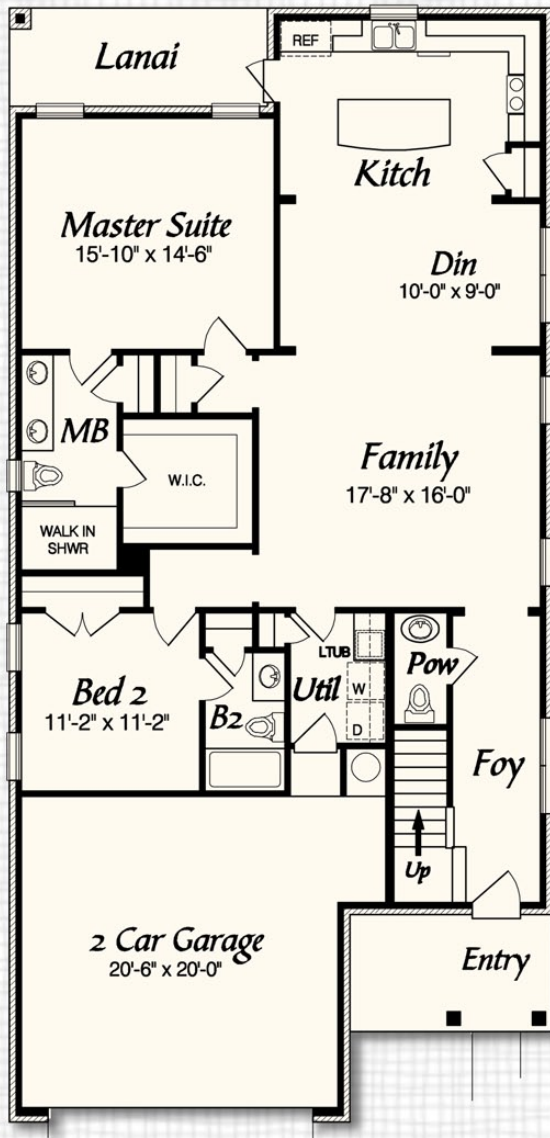 Lanai
REF
Kitch
Master Suite
15'-10" x 14'-6"
Din
10'-0" x 9'-0"
MB
W.I.C.
Family
17'-8" x 16'-0"
WALK IN
SHWR
LTUB
Pow
Bed 2
11'-2" x 11'-2"
B2
Util
W
D
Foy
Up
2 Car Garage
20'-6" x 20'-0"
Entry